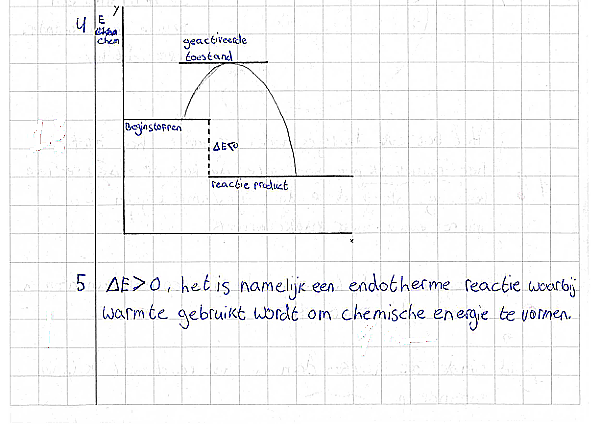 y
4 E
chem
geactiveerde
toestand
Beginstoffen
ΔE<0
reactie product
x
5 ΔE>0, het is namelijk een endotherme reactie waarbij
warmte gebruikt wordt om chemische energie te vormen.